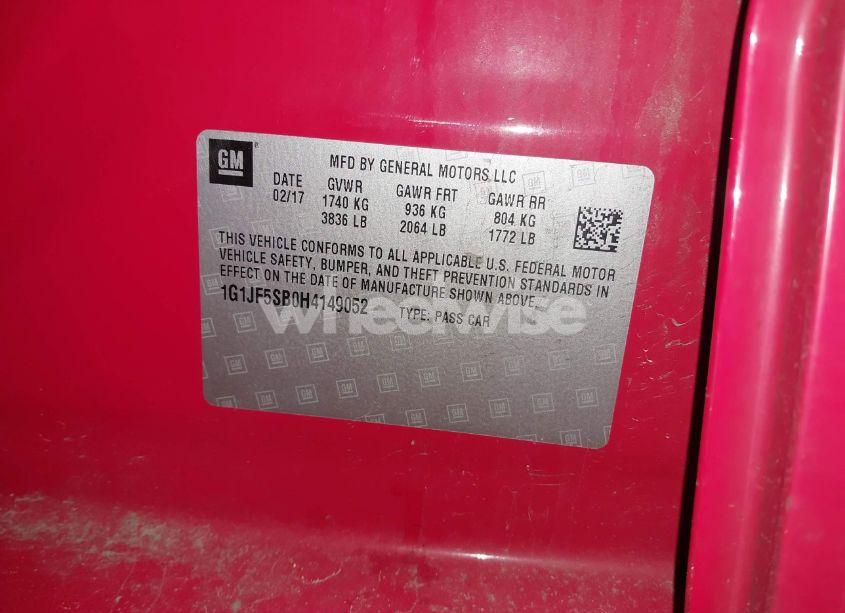 GM ®
MFD BY GENERAL MOTORS LLC
DATE GVWR GAWR FRT GAWR RR
02/17 1740 KG 936 KG 804 KG
3836 LB 2064 LB 1772 LB
THIS VEHICLE CONFORMS TO ALL APPLICABLE U.S. FEDERAL MOTOR
VEHICLE SAFETY, BUMPER, AND THEFT PREVENTION STANDARDS IN
EFFECT ON THE DATE OF MANUFACTURE SHOWN ABOVE.
1G1JF5SB0H4149052 TYPE: PASS CAR
wheelwise